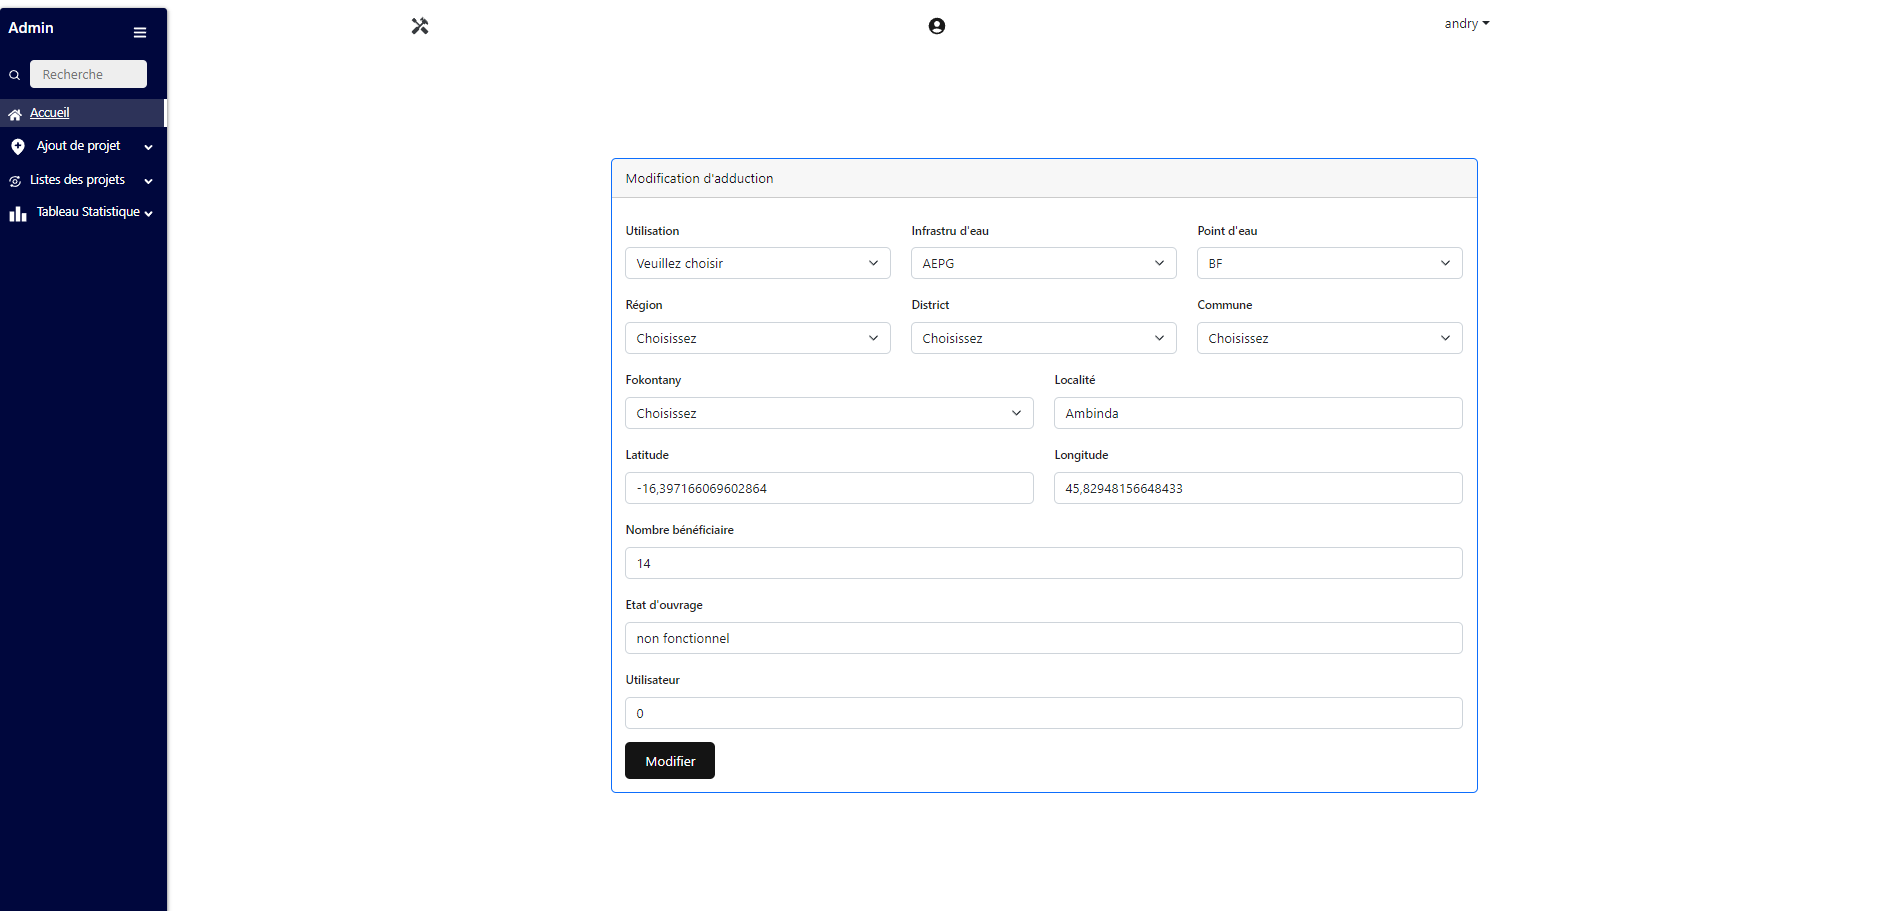 Admin
andry
Recherche
Accueil
Ajout de projet
Listes des projets
Tableau Statistique
Modification d'adduction
Utilisation
Infrastru d'eau
Point d'eau
Veuillez choisir
AEPG
BF
Région
District
Commune
Choisissez
Choisissez
Choisissez
Fokontany
Localité
Choisissez
Ambinda
Latitude
Longitude
-16,397166069602864
45,82948156648433
Nombre bénéficiaire
14
Etat d'ouvrage
non fonctionnel
Utilisateur
0
Modifier